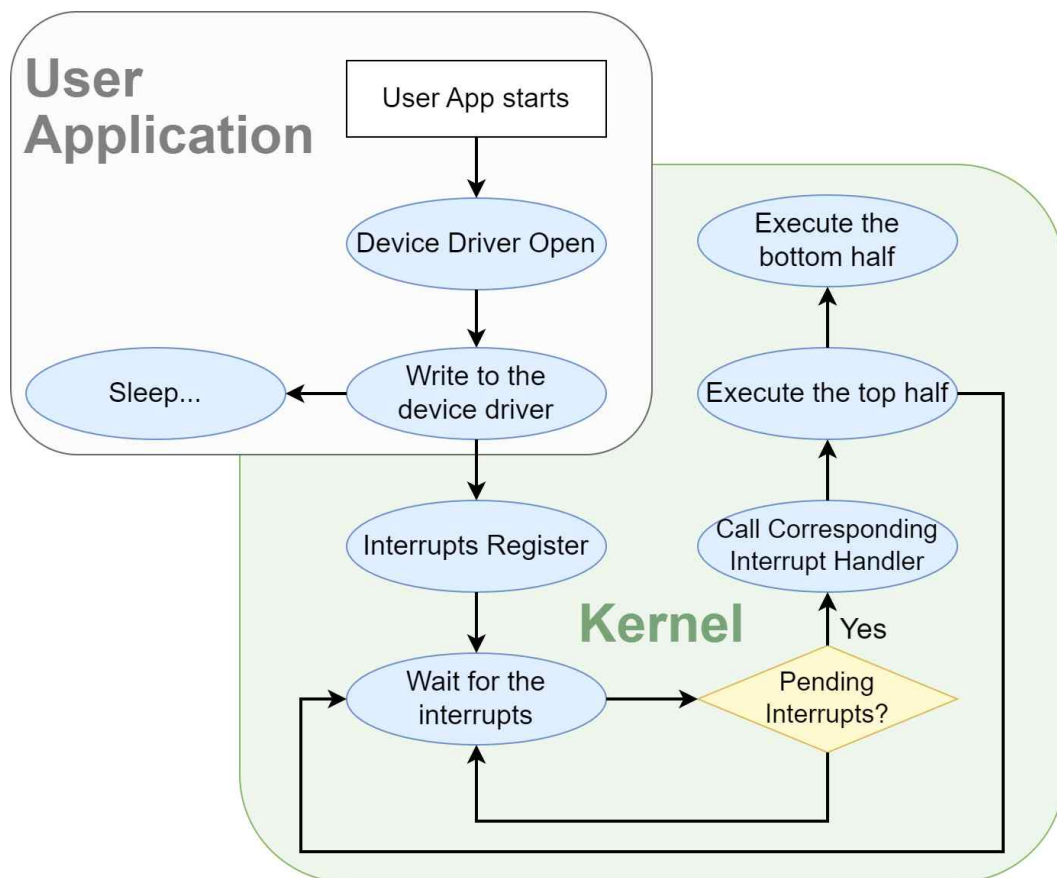 User
Application
User App starts
Device Driver Open
Write to the
device driver
Sleep...
Interrupts Register
Wait for the
interrupts
Kernel
Execute the
bottom half
Execute the top half
Call Corresponding
Interrupt Handler
Yes
Pending
Interrupts?